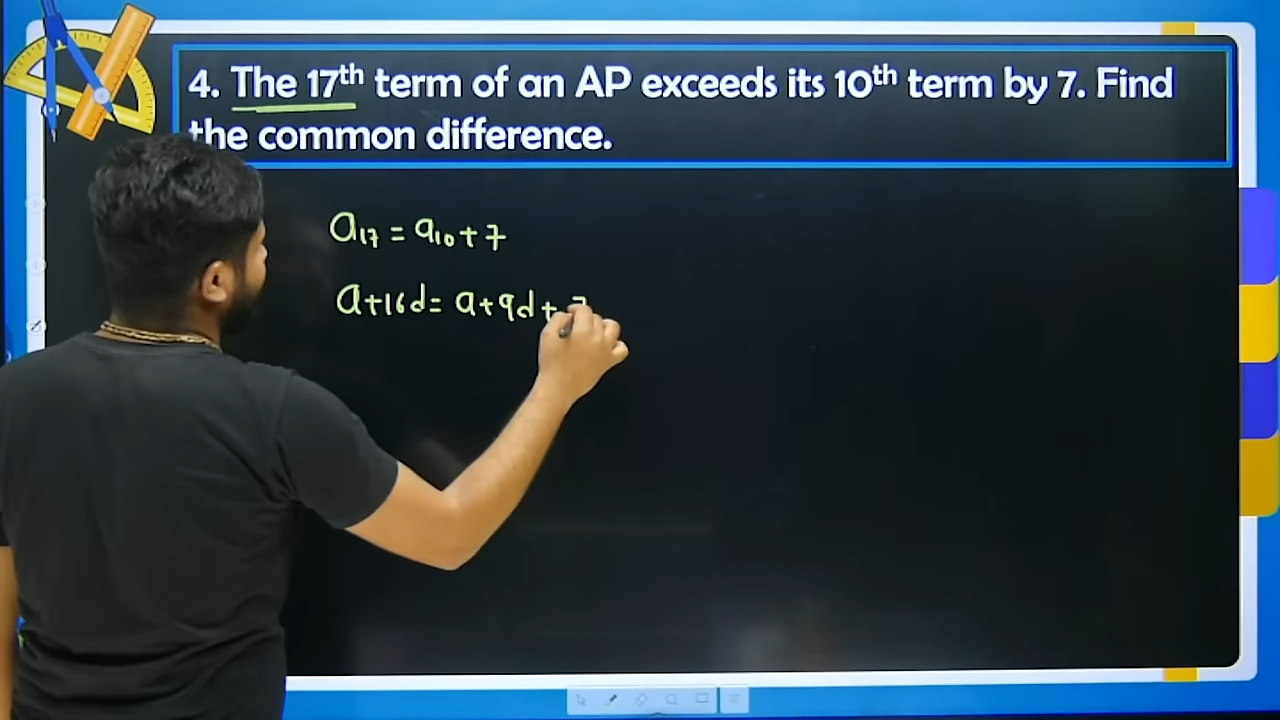 4. The 17th term of an AP exceeds its 10th term by 7. Find
the common difference.
a17 = a10 + 7
a+16d = a+9d+7